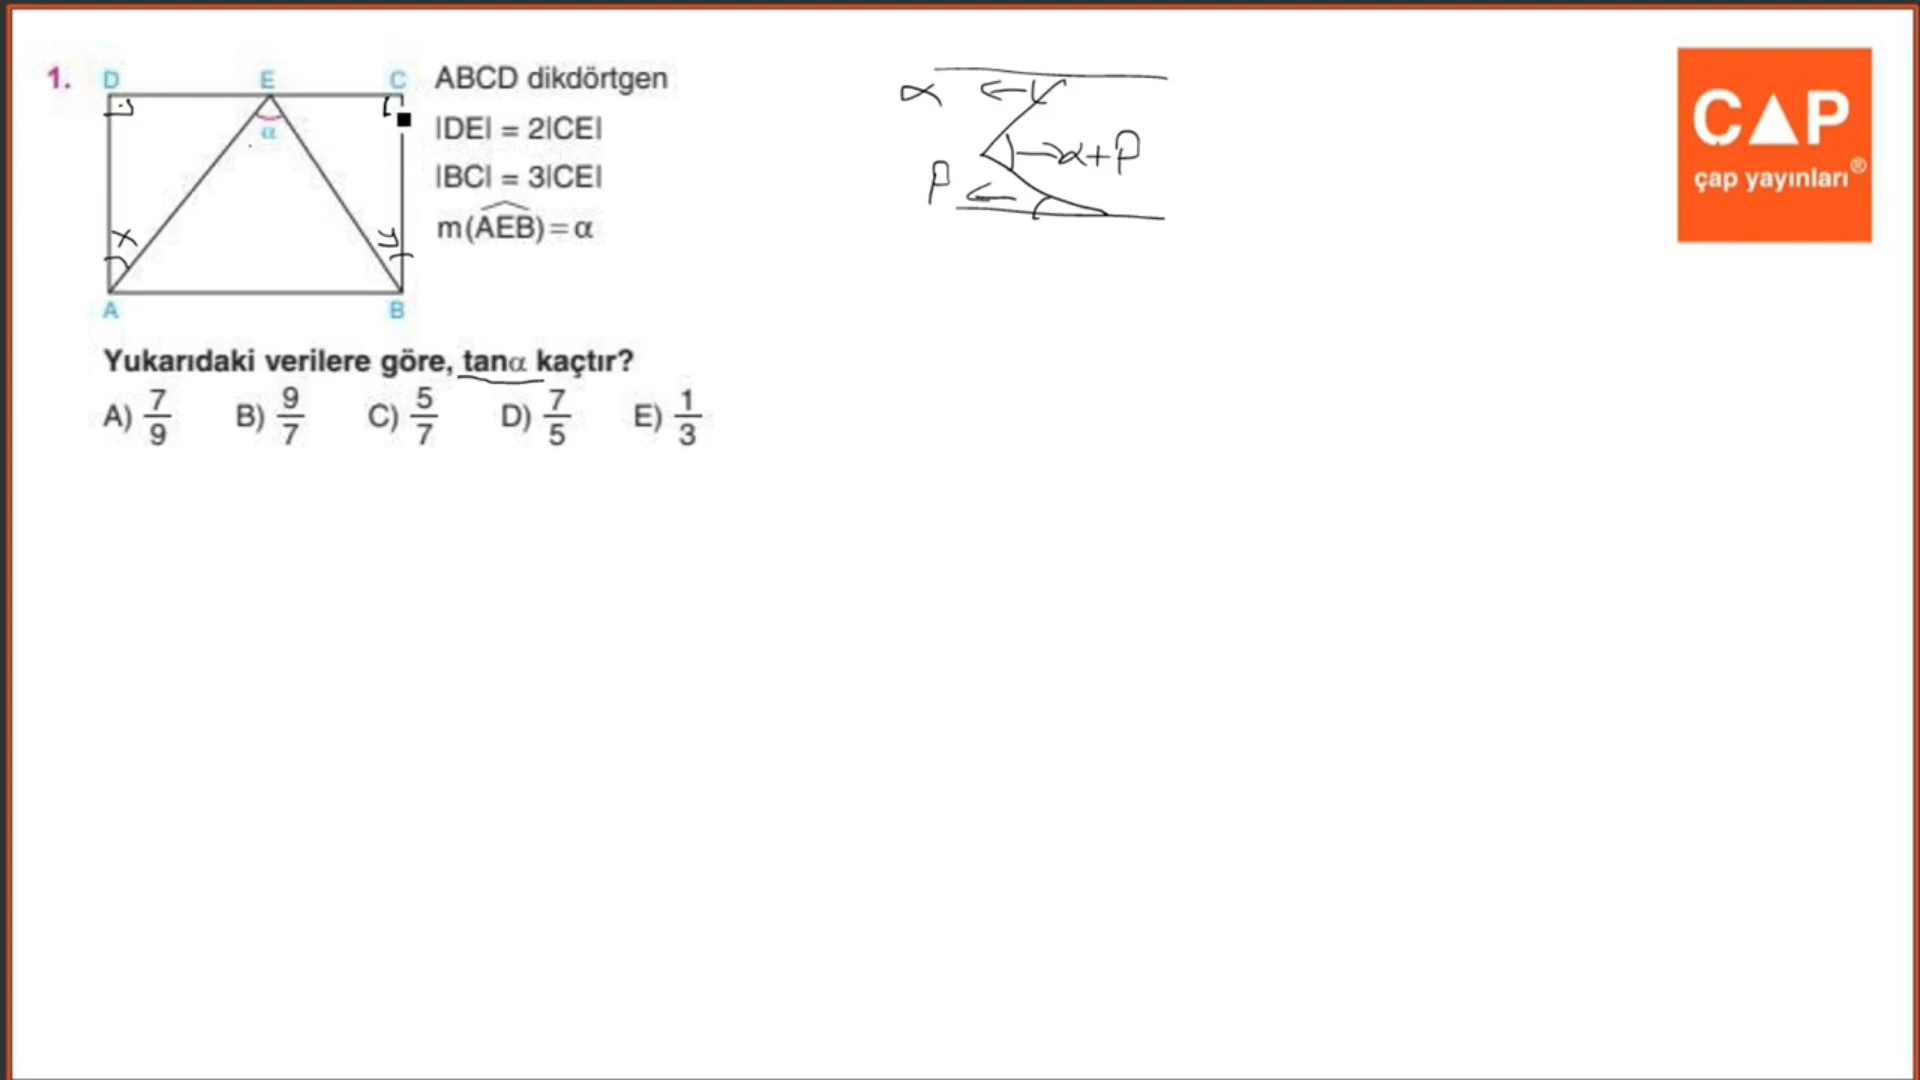 1.
D E C
α
x y
A B
ABCD dikdörtgen
|DE| = 2|CE|
|BC| = 3|CE|
m(AEB) = α
Yukarıdaki verilere göre, tanα kaçtır?
A) 7/9 B) 9/7 C) 5/7 D) 7/5 E) 1/3
α
α+β
β
ÇAP
çap yayınları®